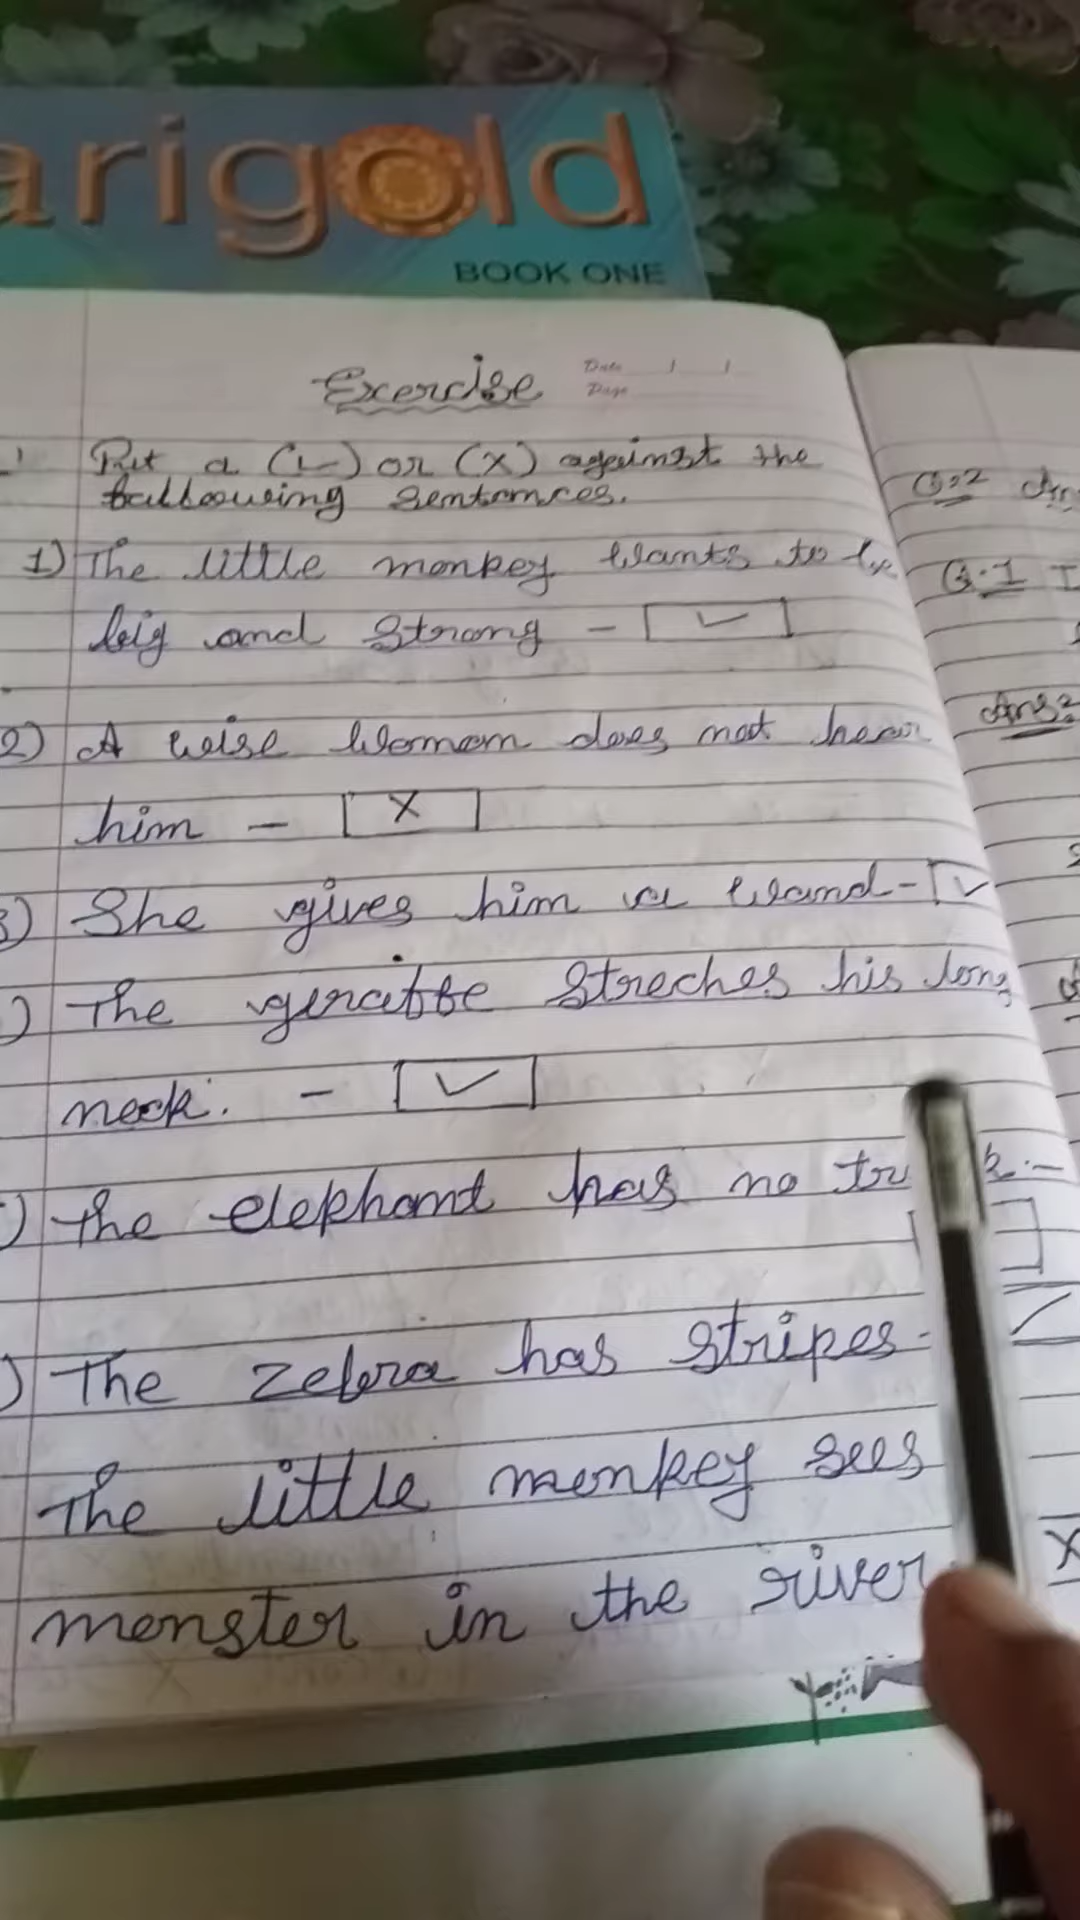 arigold
BOOK ONE
Exercise
Date
Page
Put a (✓) or (X) against the
following sentences.
1) The little monkey wants to be
big and strong - [ ✓ ]
2) A wise woman does not hear
him - [ X ]
3) She gives him a wand - [ ✓
) The giraffe streches his long
neck. - [ ✓ ]
) The elephant has no
) The zebra has stripes -
The little monkey sees
monster in the river
X
Q:2
Q.1
Ans2